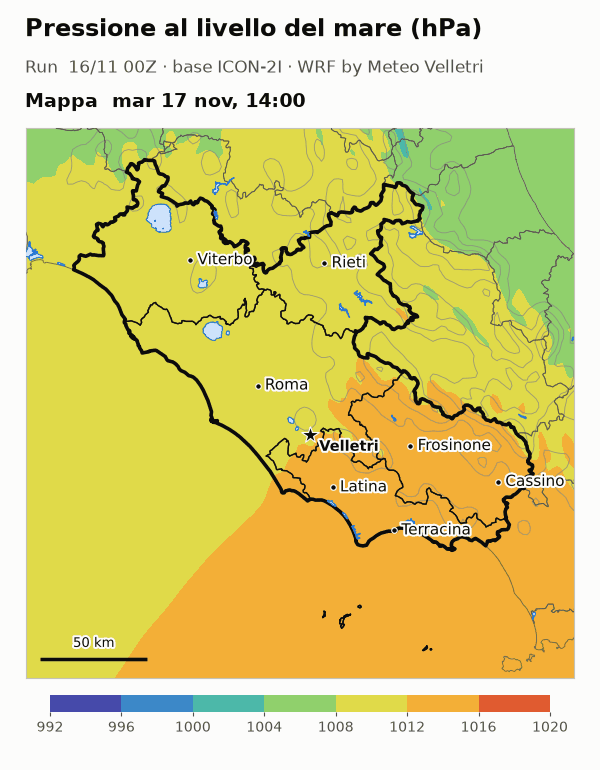 Pressione al livello del mare (hPa)
Run  16/11 00Z · base ICON-2I · WRF by Meteo Velletri
Mappa  mar 17 nov, 14:00
Viterbo
Rieti
Roma
Velletri
Frosinone
Latina
Cassino
Terracina
50 km
992 996 1000 1004 1008 1012 1016 1020